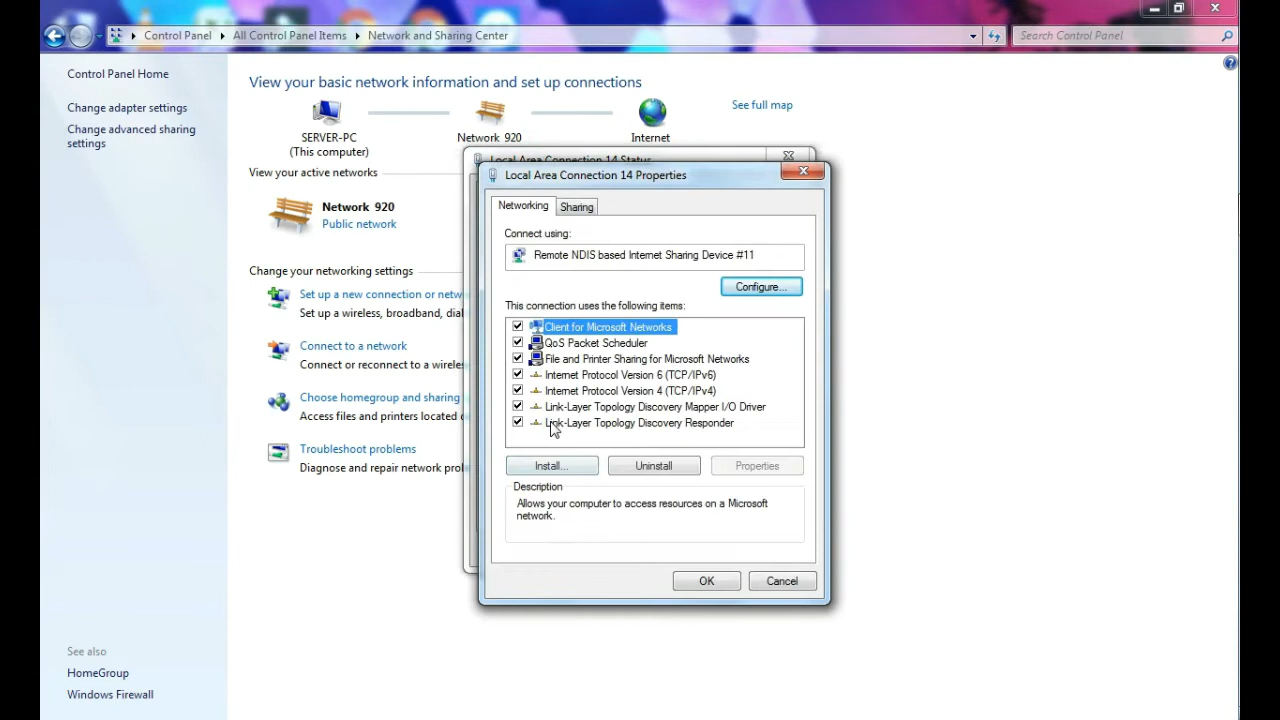 Control Panel
All Control Panel Items
Network and Sharing Center
Search Control Panel
Control Panel Home
Change adapter settings
Change advanced sharing
settings
See also
HomeGroup
Windows Firewall
View your basic network information and set up connections
See full map
SERVER-PC
(This computer)
Network 920
Internet
View your active networks
Network 920
Public network
Change your networking settings
Set up a new connection or netw
Set up a wireless, broadband, dial
Connect to a network
Connect or reconnect to a wireles
Choose homegroup and sharing
Access files and printers located o
Troubleshoot problems
Diagnose and repair network prol
Local Area Connection 14 Status
Local Area Connection 14 Properties
Networking
Sharing
Connect using:
Remote NDIS based Internet Sharing Device #11
Configure...
This connection uses the following items:
Client for Microsoft Networks
QoS Packet Scheduler
File and Printer Sharing for Microsoft Networks
Internet Protocol Version 6 (TCP/IPv6)
Internet Protocol Version 4 (TCP/IPv4)
Link-Layer Topology Discovery Mapper I/O Driver
Link-Layer Topology Discovery Responder
Install...
Uninstall
Properties
Description
Allows your computer to access resources on a Microsoft
network.
OK
Cancel